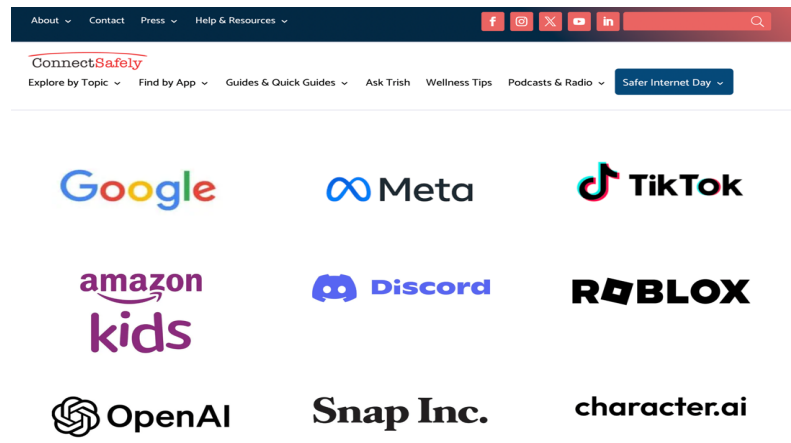 About Contact Press Help & Resources
ConnectSafely
Explore by Topic Find by App Guides & Quick Guides Ask Trish Wellness Tips Podcasts & Radio Safer Internet Day
Google Meta TikTok
amazon
kids
Discord ROBLOX
OpenAI Snap Inc. character.ai